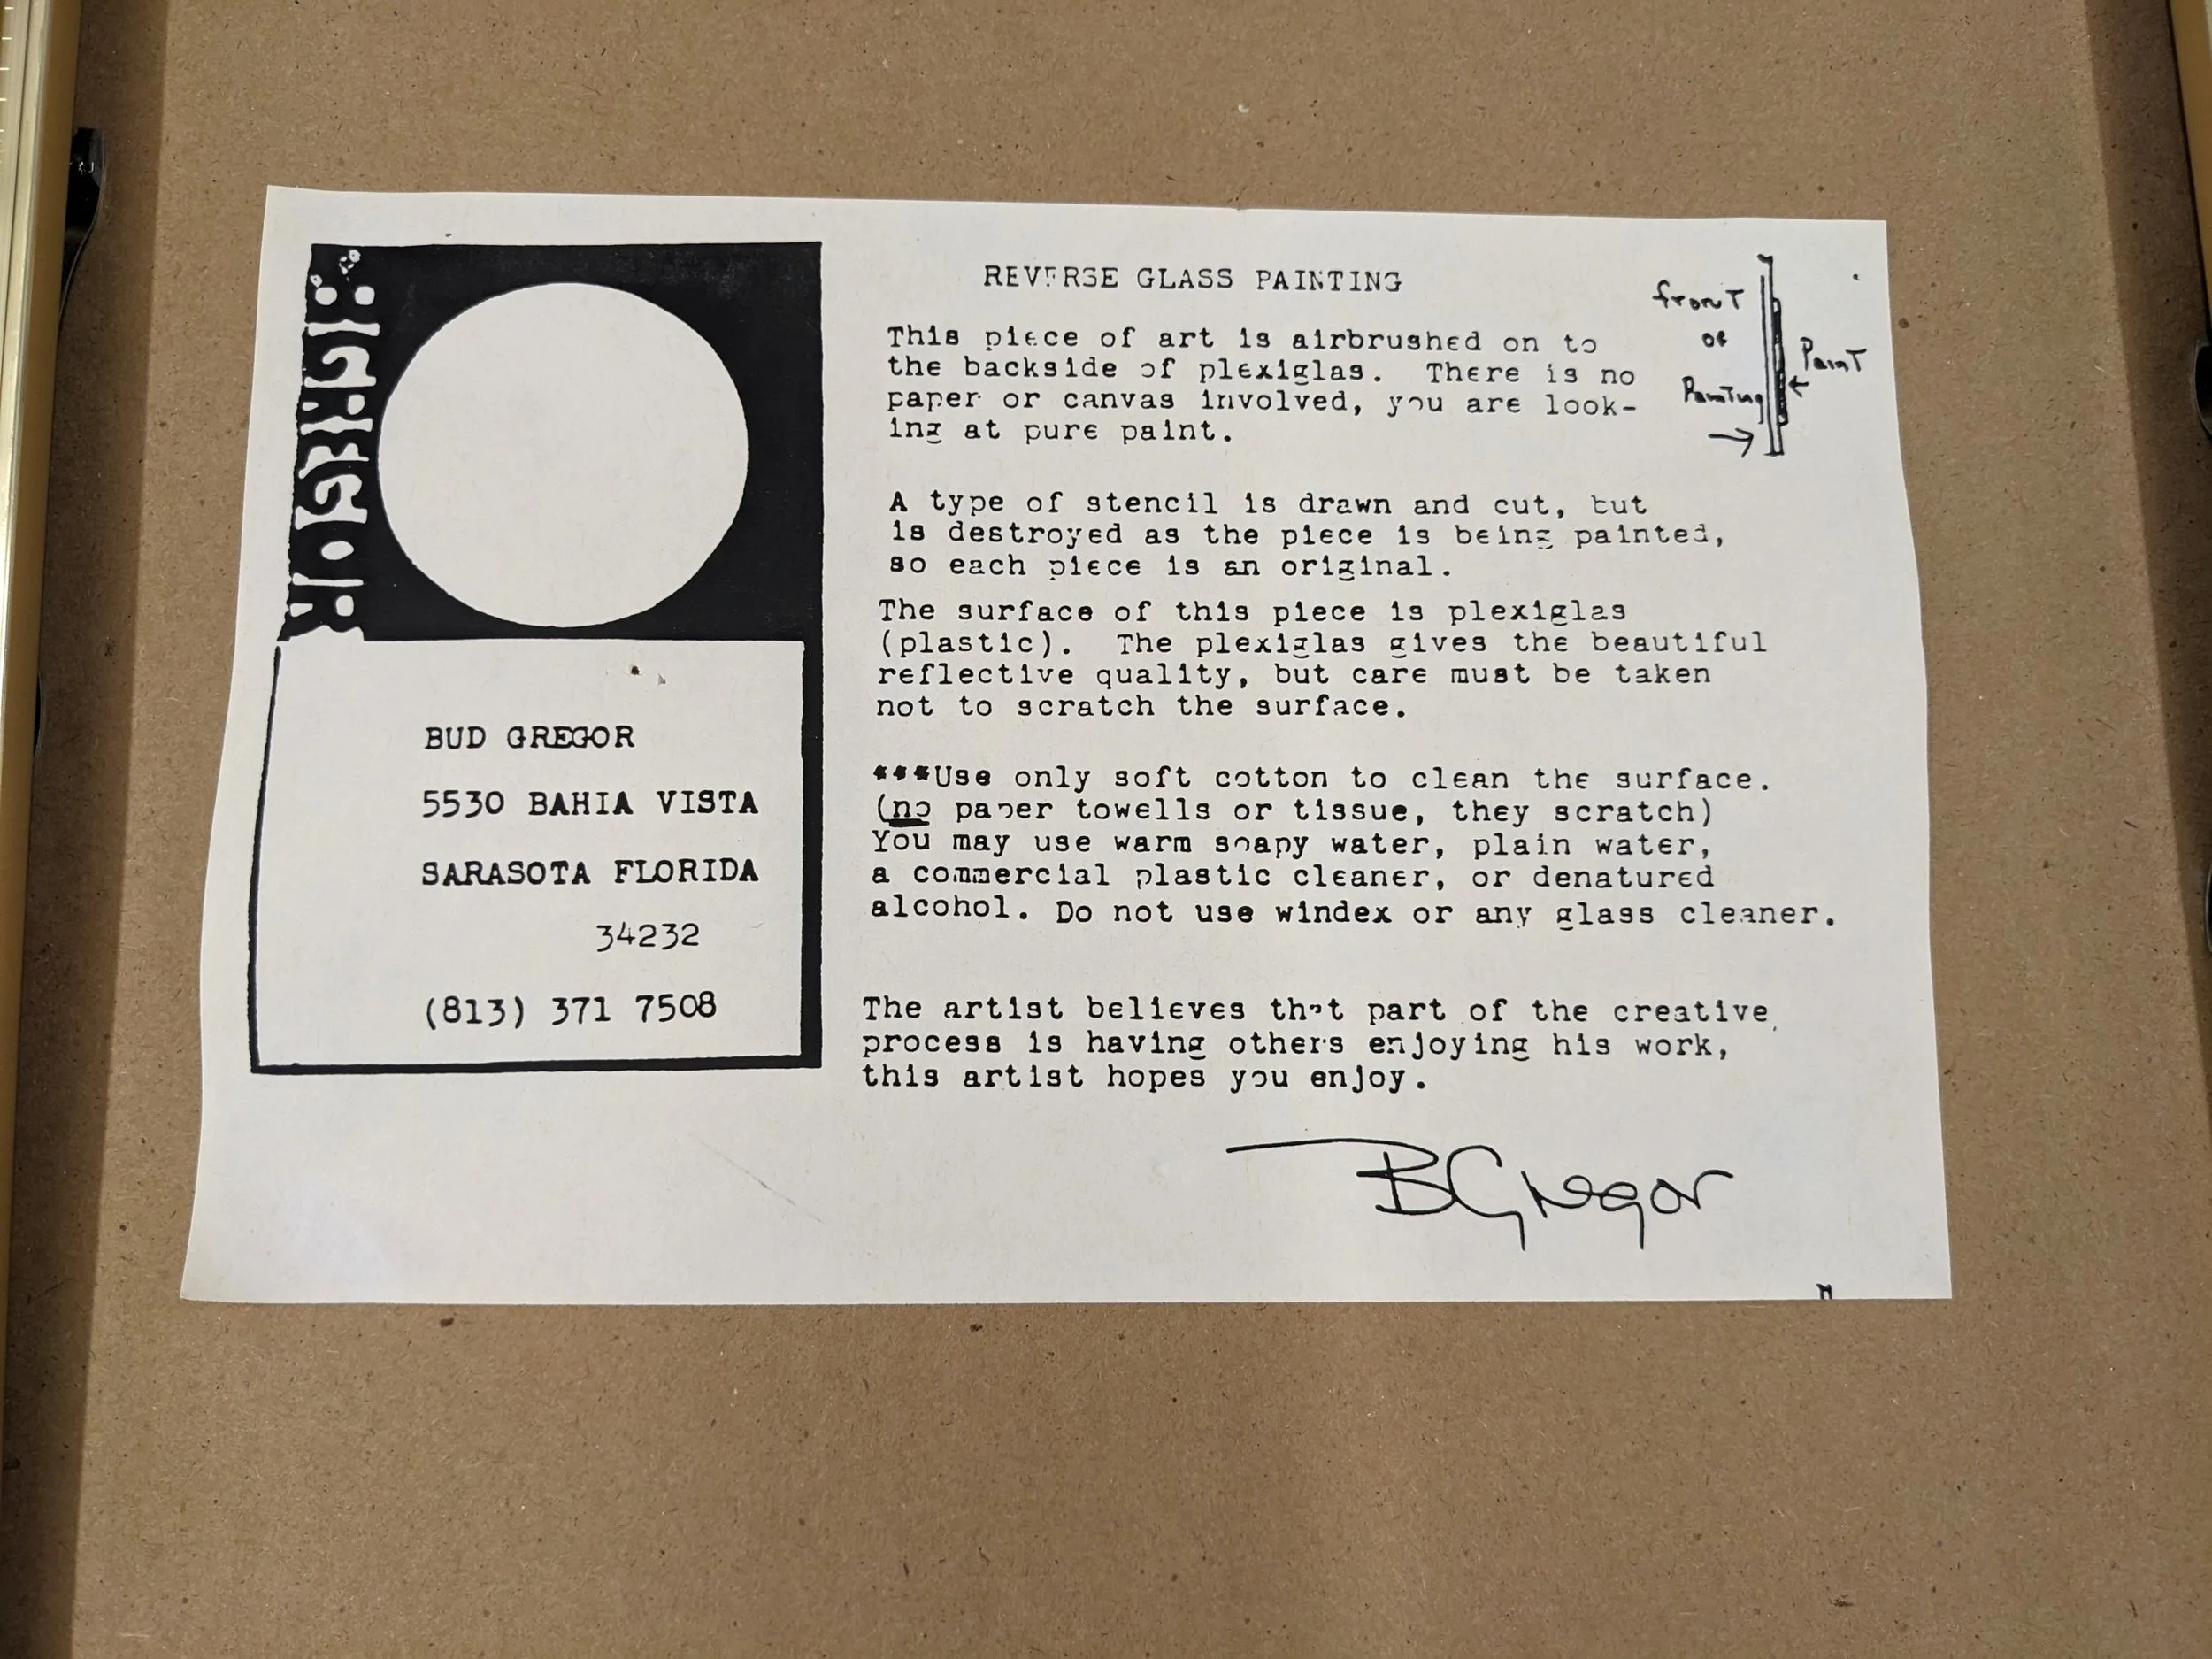 B.GREGOR
BUD GREGOR
5530 BAHIA VISTA
SARASOTA FLORIDA
34232
(813) 371 7508
REVERSE GLASS PAINTING
This piece of art is airbrushed on to
the backside of plexiglas.  There is no
paper or canvas involved, you are look-
ing at pure paint.
front
of
Painting
Paint
A type of stencil is drawn and cut, but
is destroyed as the piece is being painted,
so each piece is an original.
The surface of this piece is plexiglas
(plastic).  The plexiglas gives the beautiful
reflective quality, but care must be taken
not to scratch the surface.
***Use only soft cotton to clean the surface.
(no paper towells or tissue, they scratch)
You may use warm soapy water, plain water,
a commercial plastic cleaner, or denatured
alcohol. Do not use windex or any glass cleaner.
The artist believes that part of the creative
process is having others enjoying his work,
this artist hopes you enjoy.
BGregor